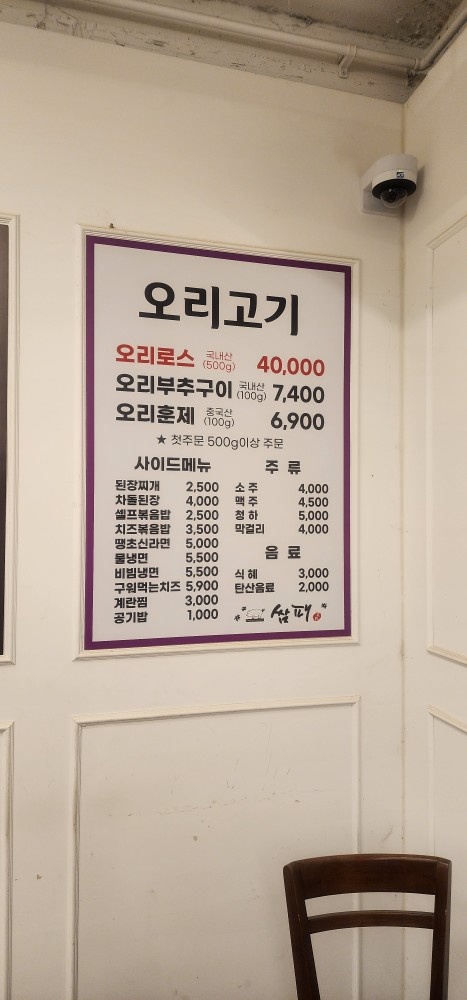 오리고기
오리로스 국내산 (500g) 40,000
오리부추구이 국내산 (100g) 7,400
오리훈제 중국산 (100g) 6,900
★ 첫주문 500g이상 주문
사이드메뉴
된장찌개 2,500
차돌된장 4,000
셀프볶음밥 2,500
치즈볶음밥 3,500
땡초신라면 5,000
물냉면 5,500
비빔냉면 5,500
구워먹는치즈 5,900
계란찜 3,000
공기밥 1,000
주 류
소 주 4,000
맥 주 4,500
청 하 5,000
막걸리 4,000
음 료
식 혜 3,000
탄산음료 2,000
쌈패